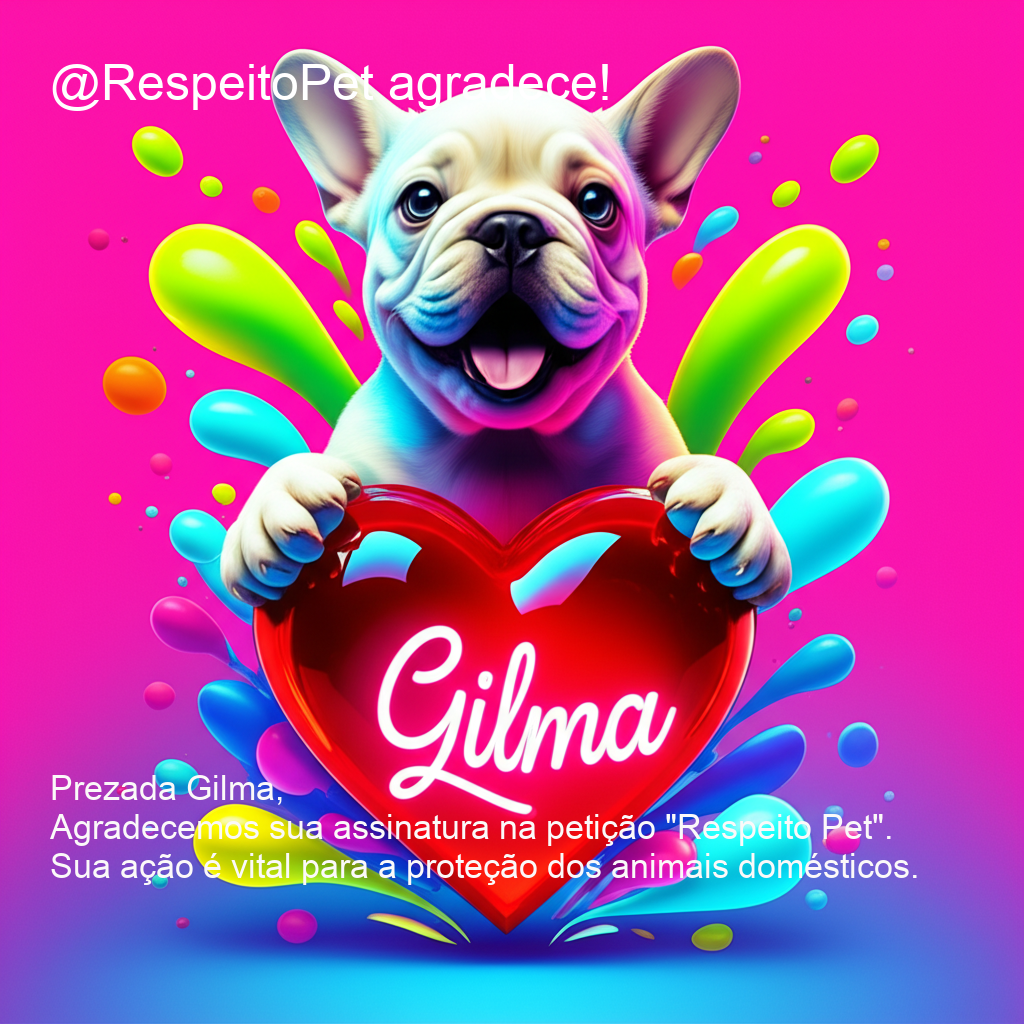 @RespeitoPet agradece!
Gilma
Prezada Gilma,
Agradecemos sua assinatura na petição "Respeito Pet".
Sua ação é vital para a proteção dos animais domésticos.